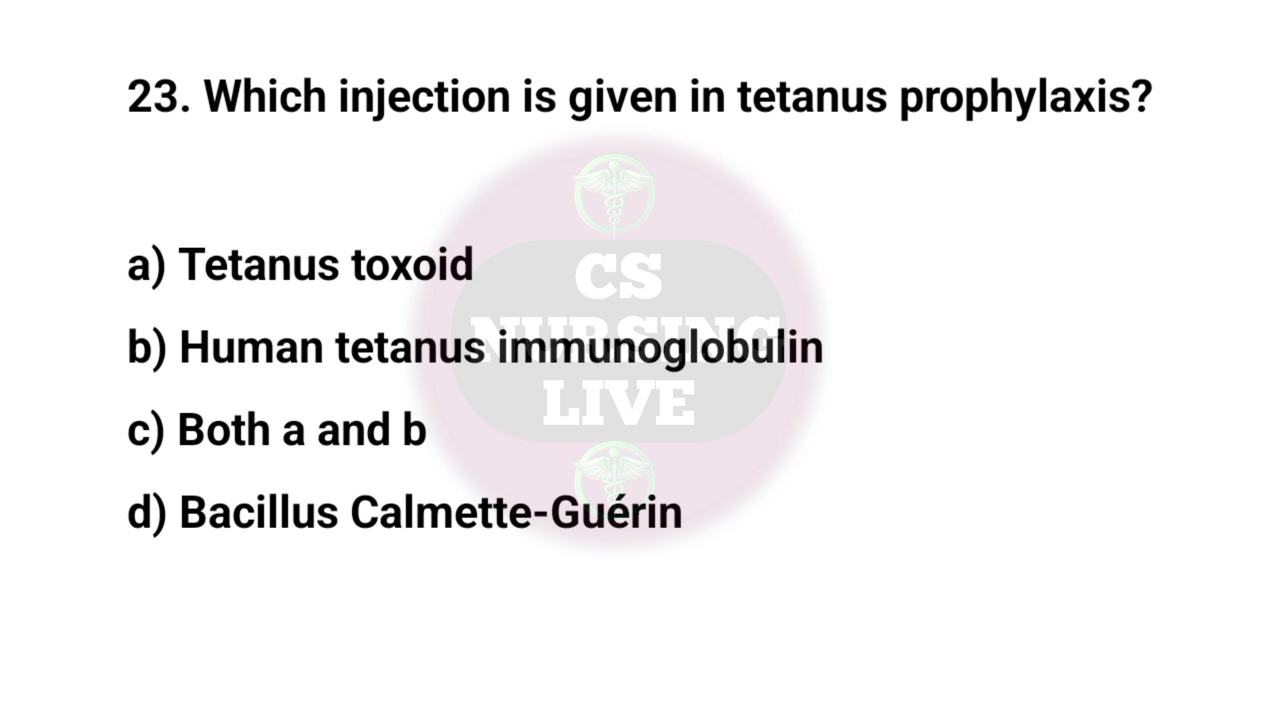 23. Which injection is given in tetanus prophylaxis?
a) Tetanus toxoid
CS
b) Human tetanus immunoglobulin
NURSING
LIVE
c) Both a and b
d) Bacillus Calmette-Guérin